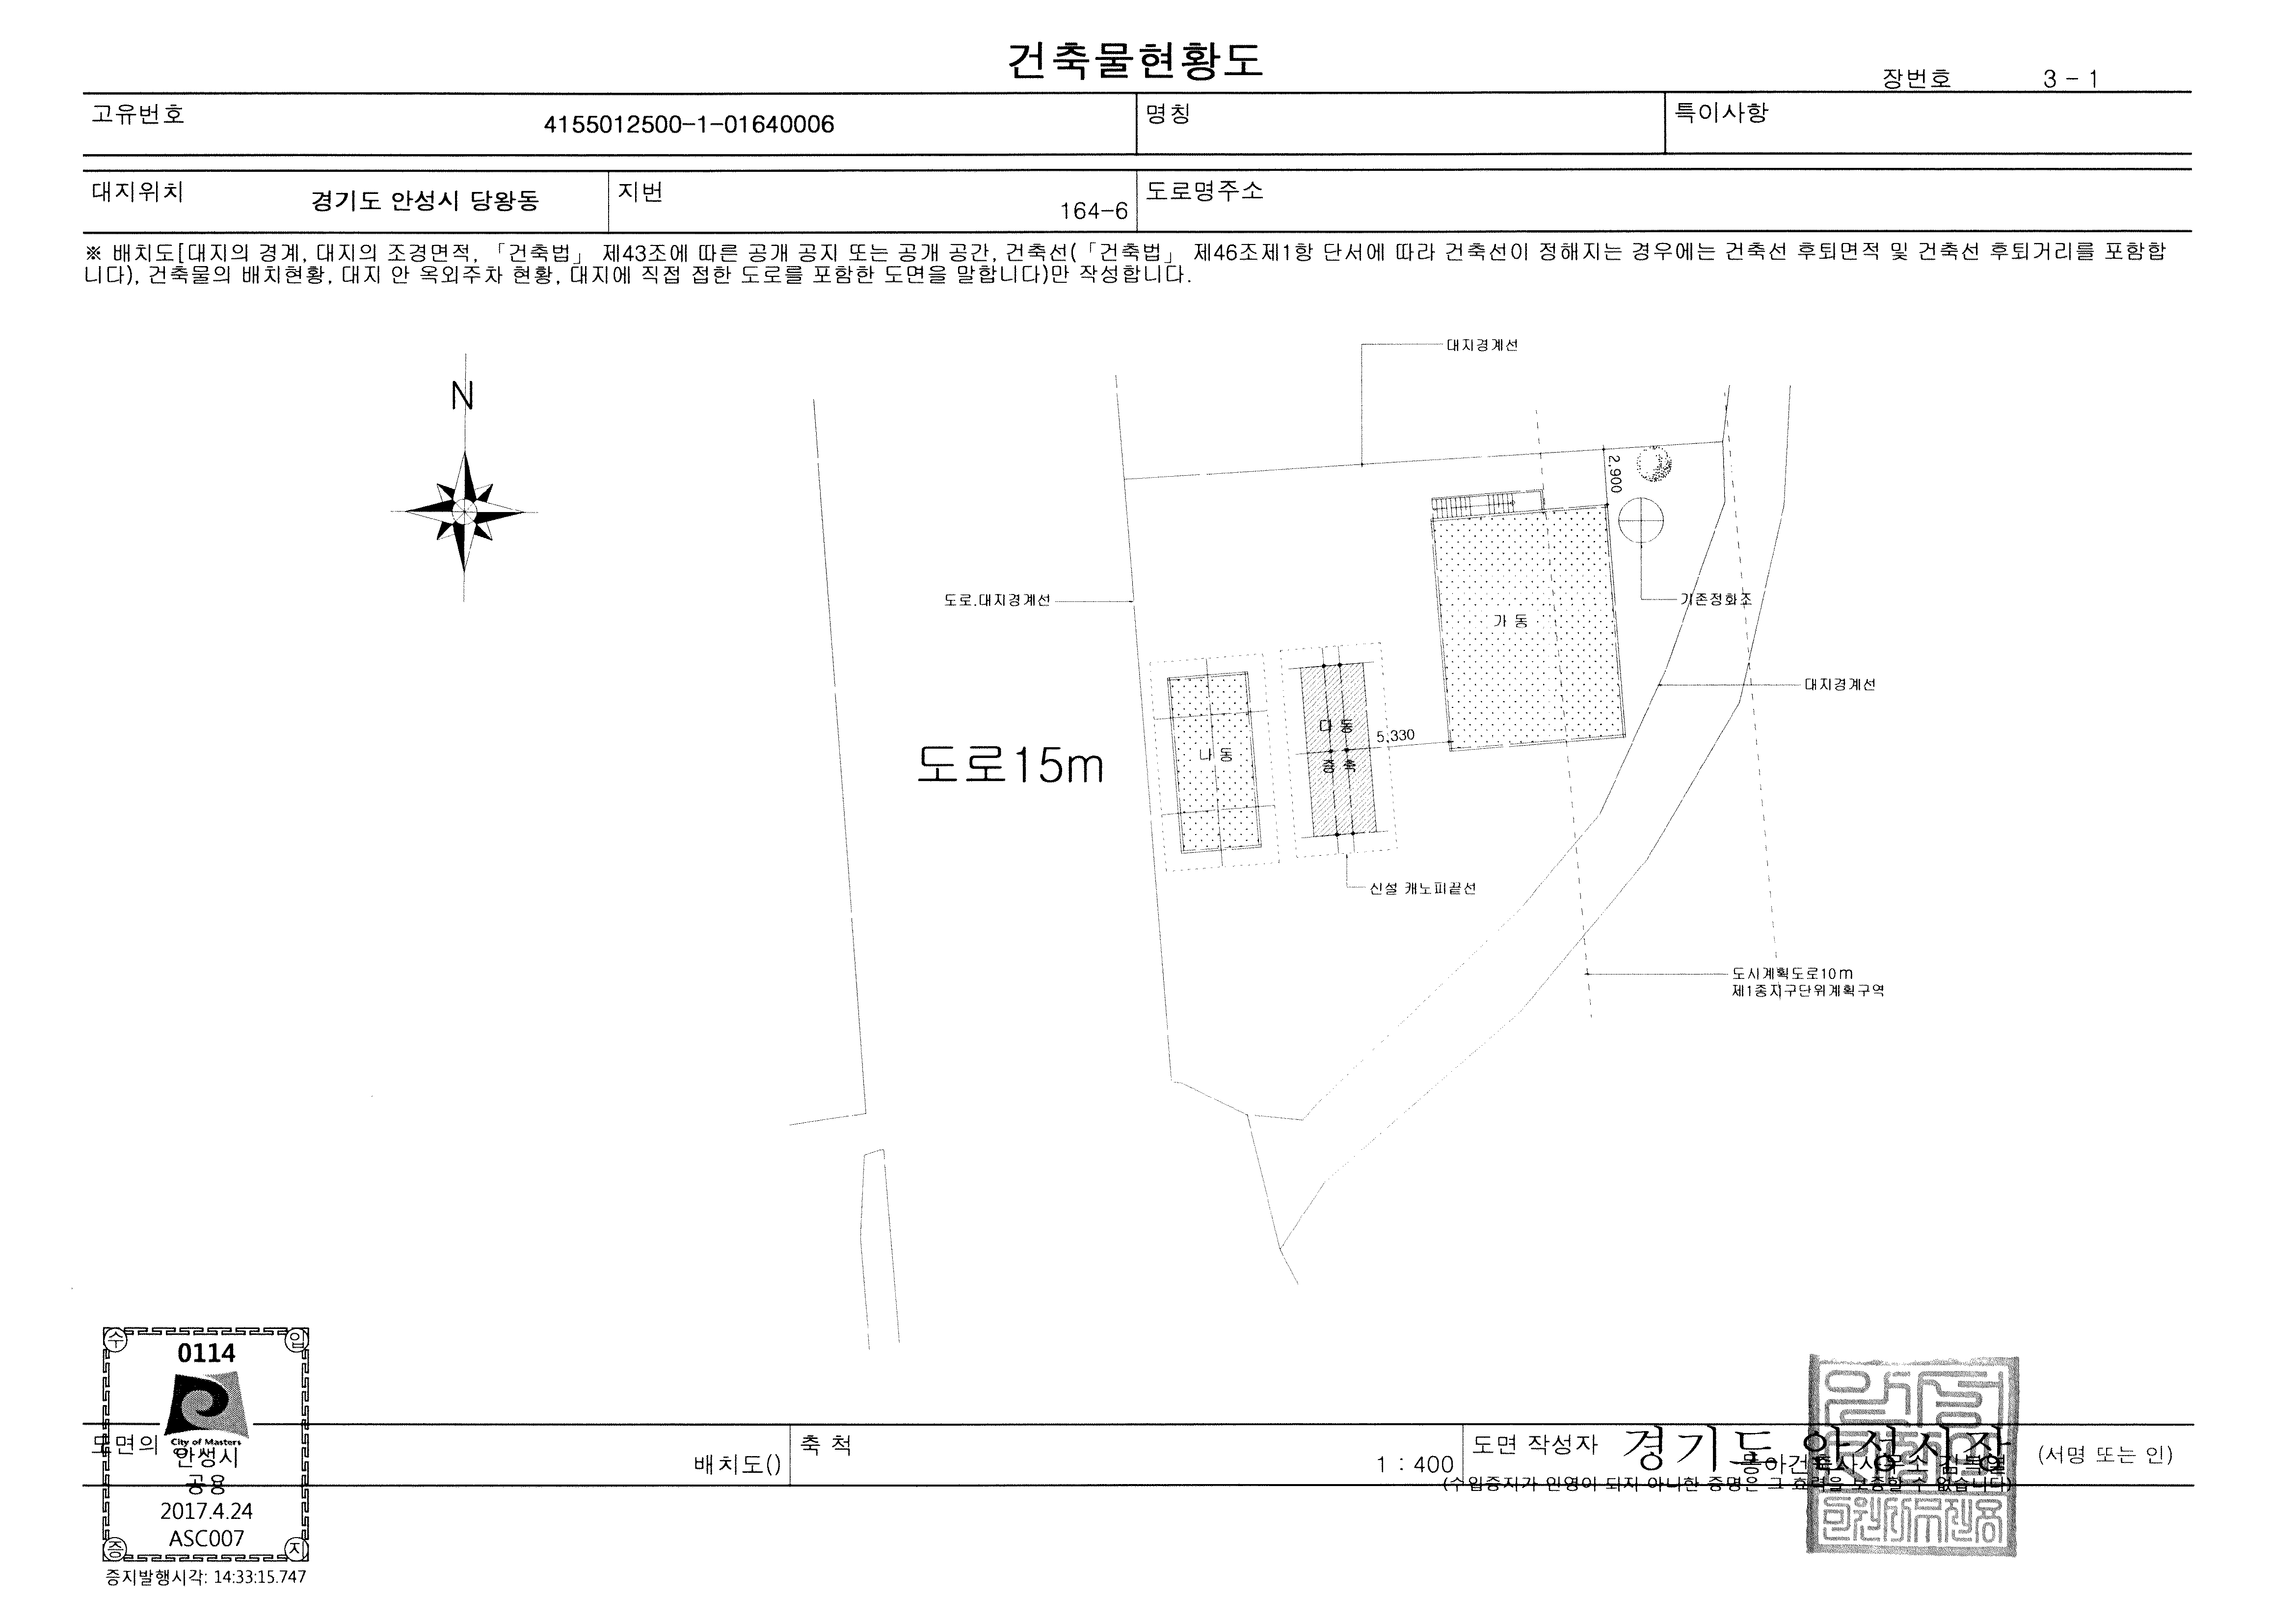 건축물현황도
장번호 3 - 1
고유번호 4155012500-1-01640006 명칭 특이사항
대지위치 경기도 안성시 당왕동 지번 164-6 도로명주소
※ 배치도[대지의 경계, 대지의 조경면적, 「건축법」 제43조에 따른 공개 공지 또는 공개 공간, 건축선(「건축법」 제46조제1항 단서에 따라 건축선이 정해지는 경우에는 건축선 후퇴면적 및 건축선 후퇴거리를 포함합
니다), 건축물의 배치현황, 대지 안 옥외주차 현황, 대지에 직접 접한 도로를 포함한 도면을 말합니다)만 작성합니다.
대지경계선
N
2,900
도로.대지경계선
기존정화조
가 동
대지경계선
다 동
5,330
나 동
증 축
도로15m
신설 캐노피끝선
도시계획도로10m
제1종지구단위계획구역
수 입
0114
City of Masters
안성시
공용
2017.4.24
ASC007
증 지
증지발행시각: 14:33:15.747
도면의
배치도()
축 척
1 : 400
도면 작성자
경기도 안성시장
(서명 또는 인)
(수입증지가 인영이 되지 아니한 증명은 그 효력을 보증할 수 없습니다)